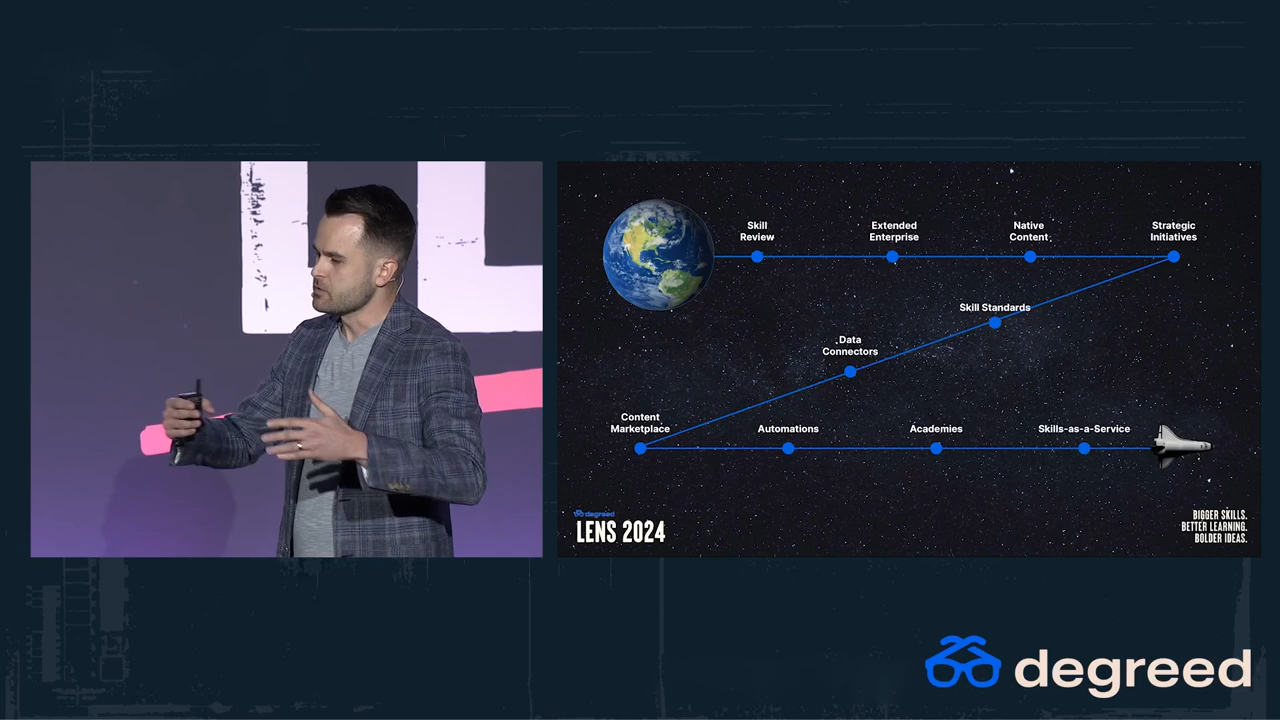 Skill
Review
Extended
Enterprise
Native
Content
Strategic
Initiatives
Skill Standards
Data
Connectors
Content
Marketplace
Automations
Academies
Skills-as-a-Service
degreed
LENS 2024
BIGGER SKILLS.
BETTER LEARNING.
BOLDER IDEAS.
degreed